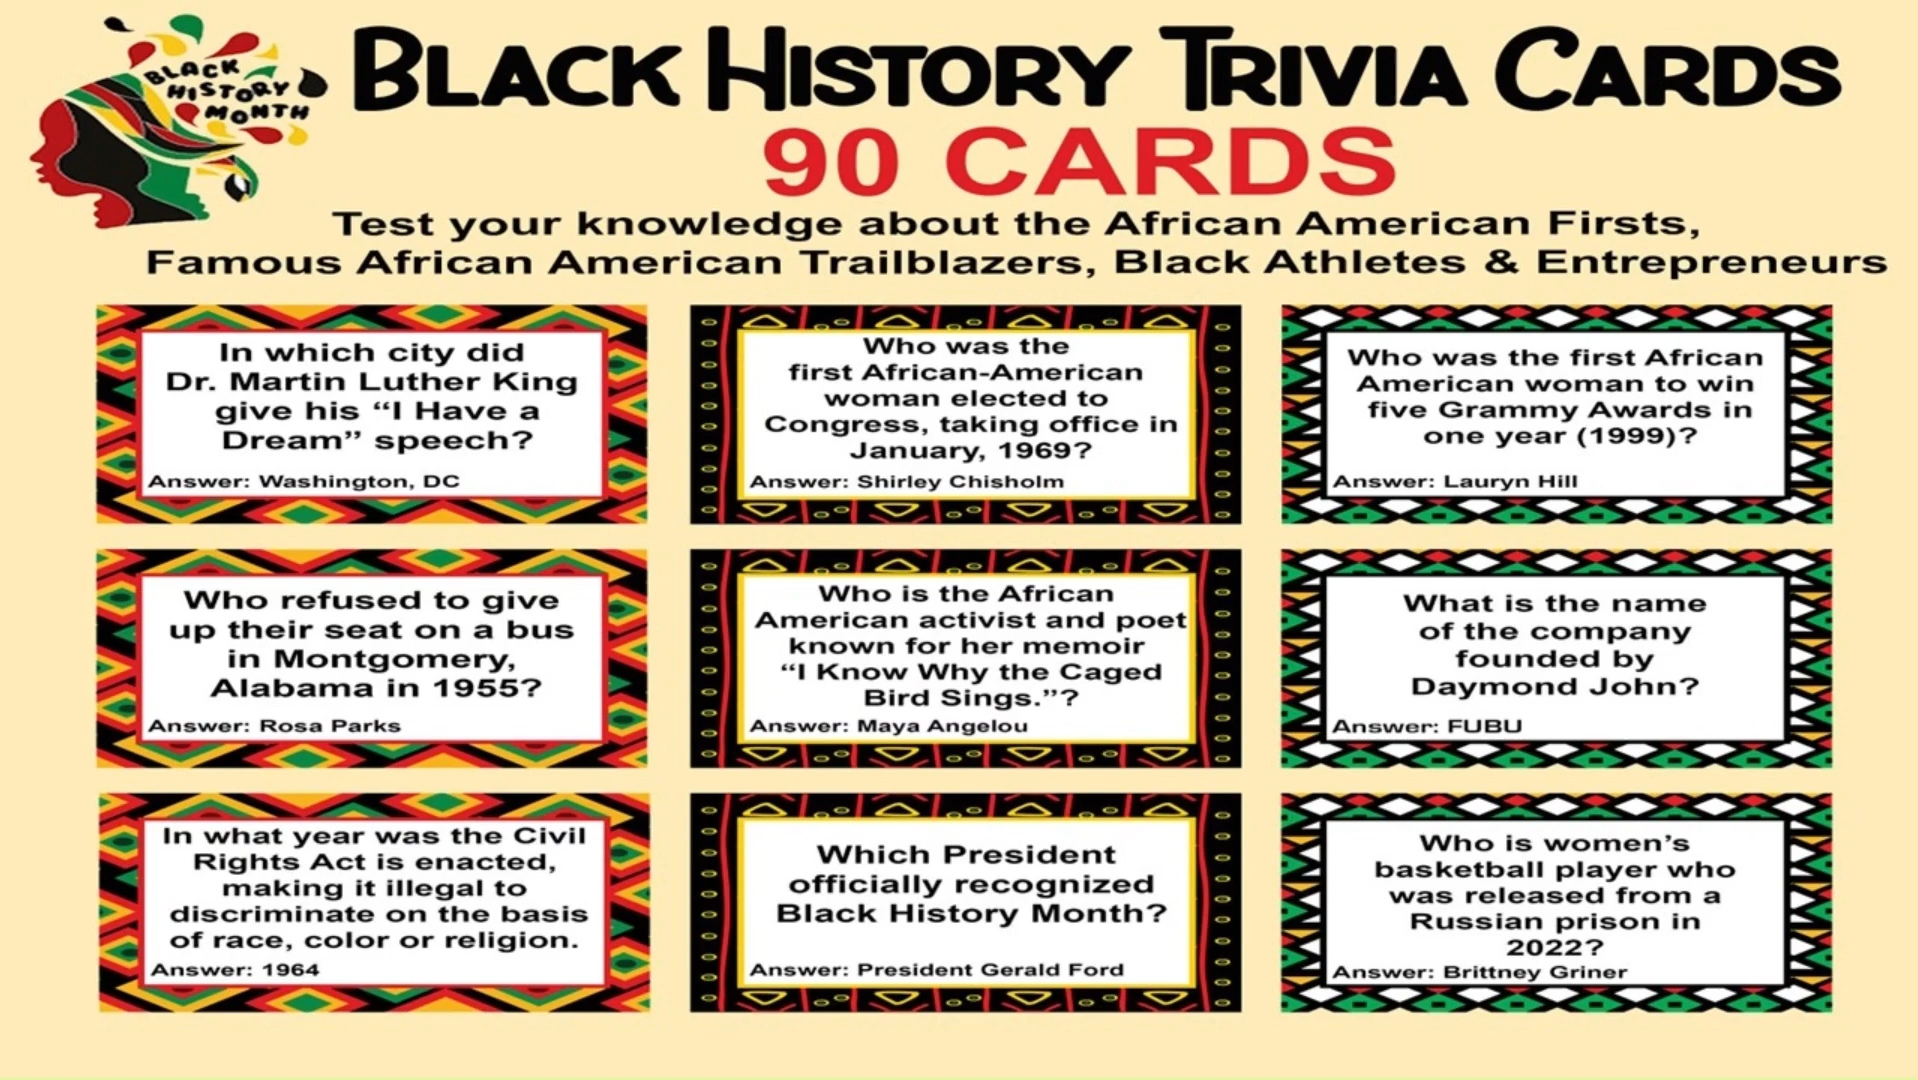 BLACK
HISTORY
MONTH
BLACK HISTORY TRIVIA CARDS
90 CARDS
Test your knowledge about the African American Firsts,
Famous African American Trailblazers, Black Athletes & Entrepreneurs
In which city did
Dr. Martin Luther King
give his “I Have a
Dream” speech?
Answer: Washington, DC
Who was the
first African-American
woman elected to
Congress, taking office in
January, 1969?
Answer: Shirley Chisholm
Who was the first African
American woman to win
five Grammy Awards in
one year (1999)?
Answer: Lauryn Hill
Who refused to give
up their seat on a bus
in Montgomery,
Alabama in 1955?
Answer: Rosa Parks
Who is the African
American activist and poet
known for her memoir
“I Know Why the Caged
Bird Sings.”?
Answer: Maya Angelou
What is the name
of the company
founded by
Daymond John?
Answer: FUBU
In what year was the Civil
Rights Act is enacted,
making it illegal to
discriminate on the basis
of race, color or religion.
Answer: 1964
Which President
officially recognized
Black History Month?
Answer: President Gerald Ford
Who is women’s
basketball player who
was released from a
Russian prison in
2022?
Answer: Brittney Griner